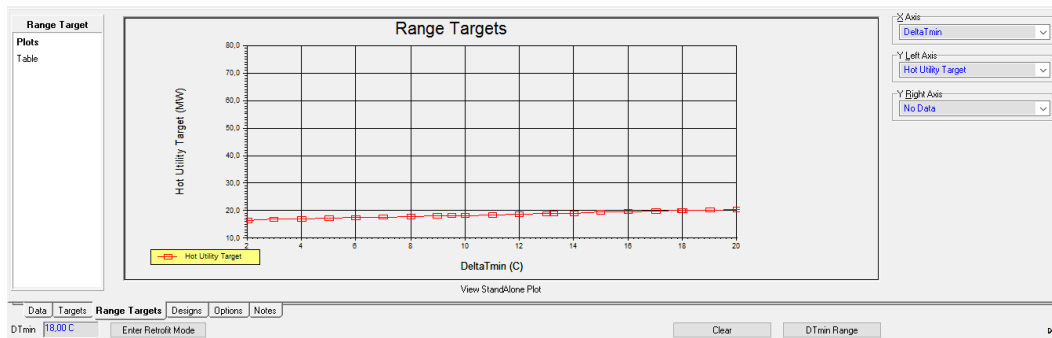 Range Target
Plots
Table
Range Targets
80,0
70,0
60,0
50,0
40,0
30,0
20,0
10,0
Hot Utility Target (MW)
2 4 6 8 10 12 14 16 18 20
DeltaTmin (C)
Hot Utility Target
View StandAlone Plot
X Axis
DeltaTmin
Y Left Axis
Hot Utility Target
Y Right Axis
No Data
Data Targets Range Targets Designs Options Notes
DTmin 18,00 C Enter Retrofit Mode Clear DTmin Range